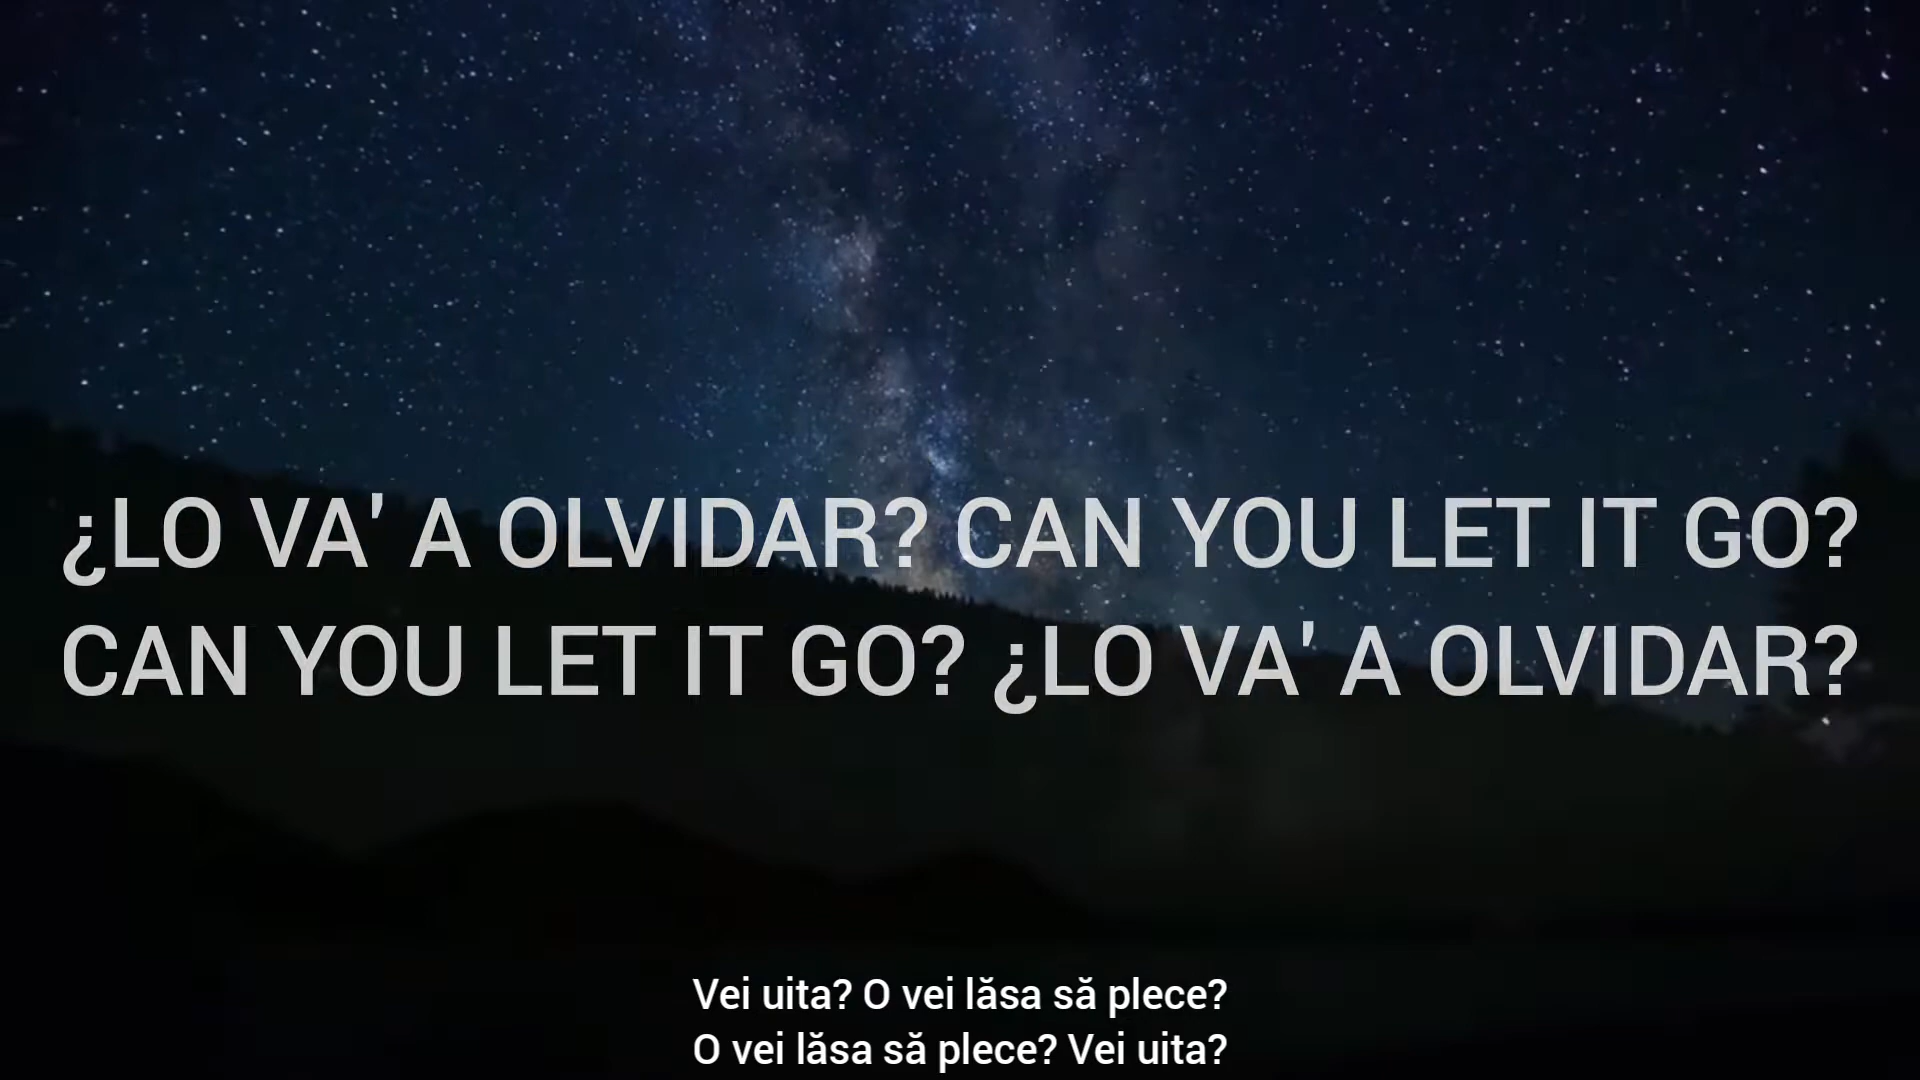 ¿LO VA' A OLVIDAR? CAN YOU LET IT GO?
CAN YOU LET IT GO? ¿LO VA' A OLVIDAR?
Vei uita? O vei lăsa să plece?
O vei lăsa să plece? Vei uita?